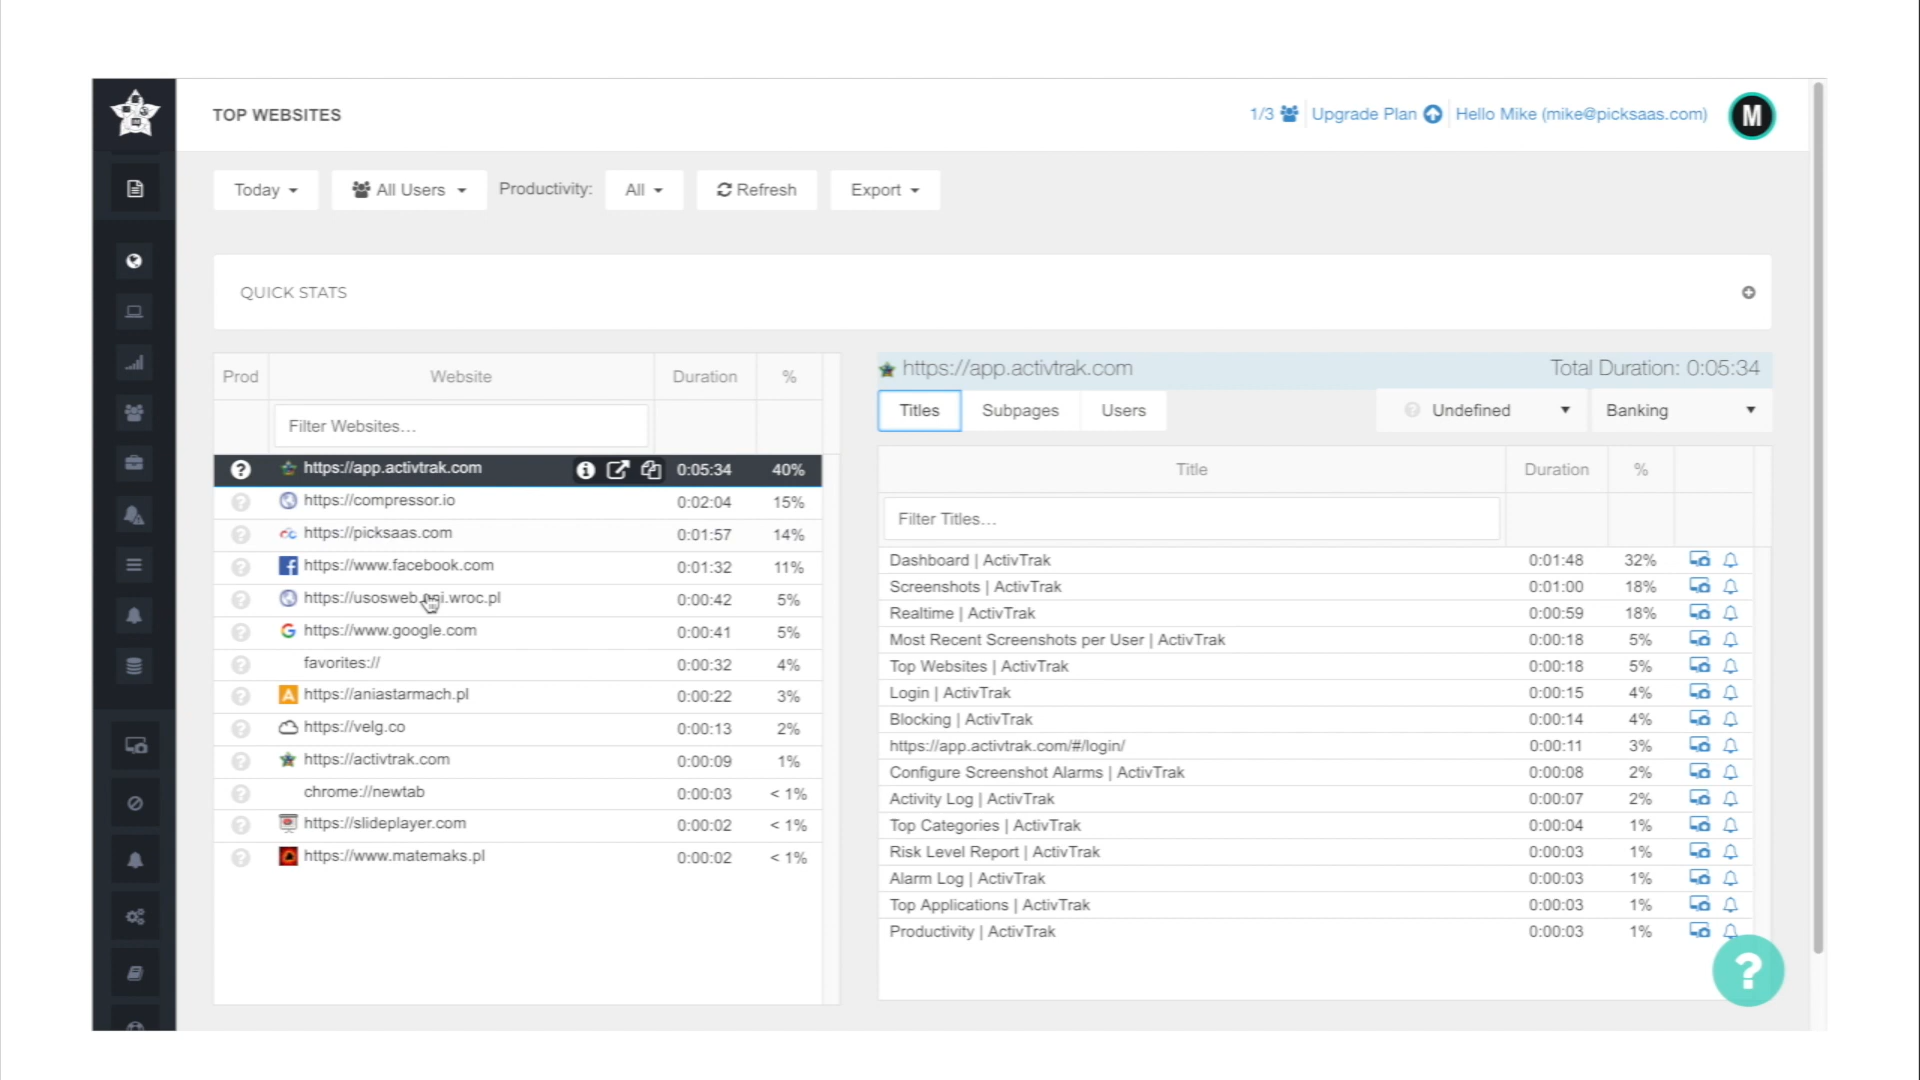 TOP WEBSITES
1/3 Upgrade Plan Hello Mike (mike@picksaas.com) M
Today All Users Productivity: All Refresh Export
QUICK STATS
Prod Website Duration %
Filter Websites...
https://app.activtrak.com 0:05:34 40%
https://compressor.io 0:02:04 15%
https://picksaas.com 0:01:57 14%
https://www.facebook.com 0:01:32 11%
https://usosweb. .wroc.pl 0:00:42 5%
https://www.google.com 0:00:41 5%
favorites:// 0:00:32 4%
https://aniastarmach.pl 0:00:22 3%
https://velg.co 0:00:13 2%
https://activtrak.com 0:00:09 1%
chrome://newtab 0:00:03 < 1%
https://slideplayer.com 0:00:02 < 1%
https://www.matemaks.pl 0:00:02 < 1%
https://app.activtrak.com Total Duration: 0:05:34
Titles Subpages Users Undefined Banking
Title Duration %
Filter Titles...
Dashboard | ActivTrak 0:01:48 32%
Screenshots | ActivTrak 0:01:00 18%
Realtime | ActivTrak 0:00:59 18%
Most Recent Screenshots per User | ActivTrak 0:00:18 5%
Top Websites | ActivTrak 0:00:18 5%
Login | ActivTrak 0:00:15 4%
Blocking | ActivTrak 0:00:14 4%
https://app.activtrak.com/#/login/ 0:00:11 3%
Configure Screenshot Alarms | ActivTrak 0:00:08 2%
Activity Log | ActivTrak 0:00:07 2%
Top Categories | ActivTrak 0:00:04 1%
Risk Level Report | ActivTrak 0:00:03 1%
Alarm Log | ActivTrak 0:00:03 1%
Top Applications | ActivTrak 0:00:03 1%
Productivity | ActivTrak 0:00:03 1%